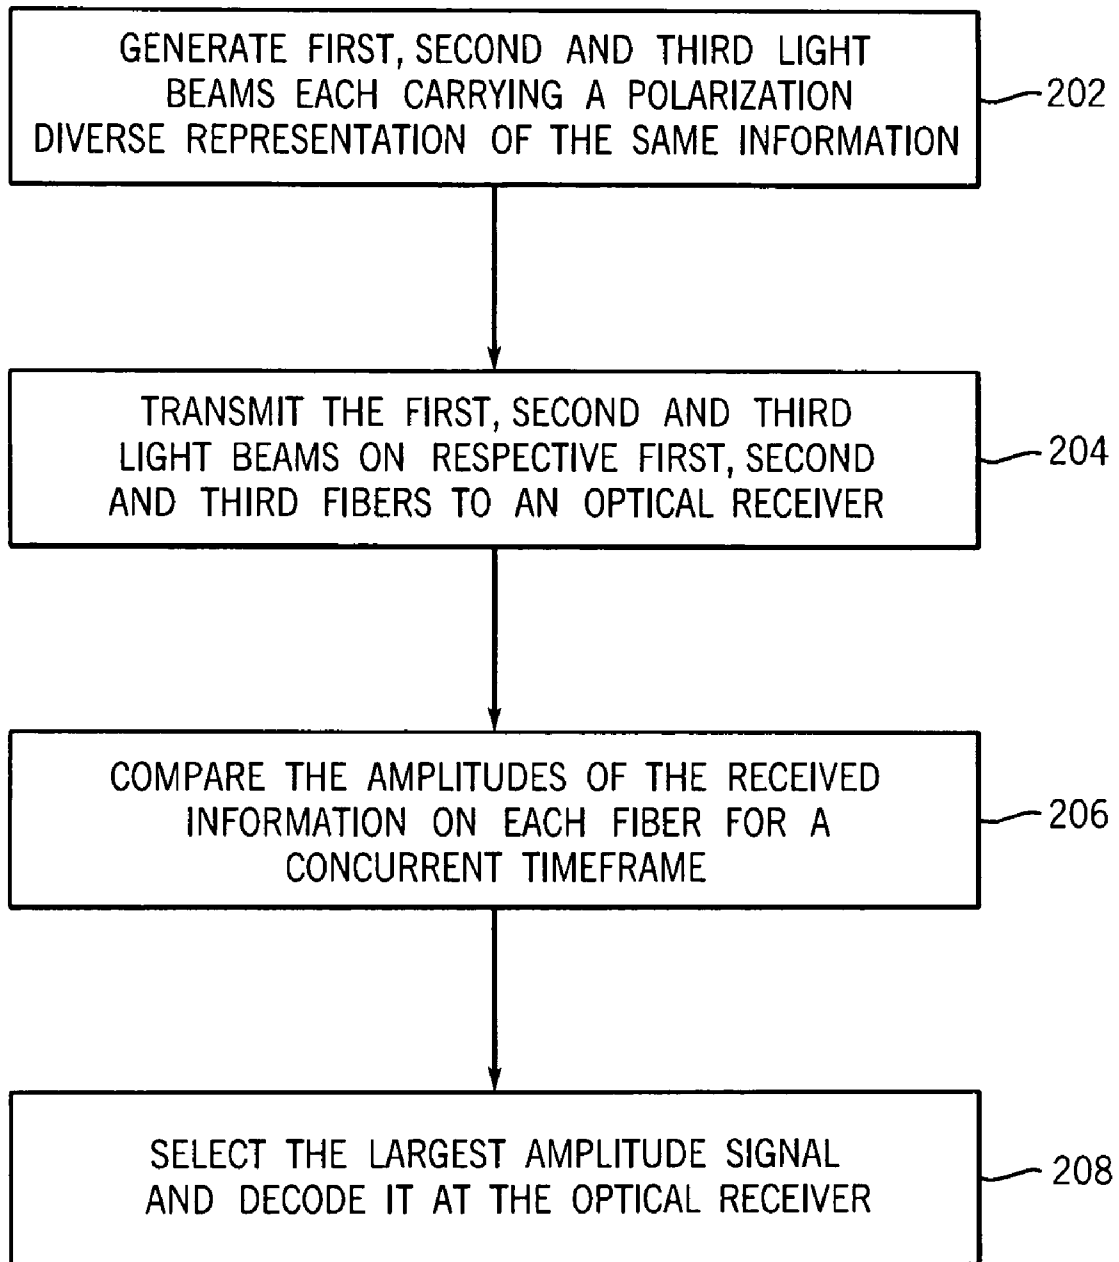 GENERATE FIRST, SECOND AND THIRD LIGHT
BEAMS EACH CARRYING A POLARIZATION
DIVERSE REPRESENTATION OF THE SAME INFORMATION
202
TRANSMIT THE FIRST, SECOND AND THIRD
LIGHT BEAMS ON RESPECTIVE FIRST, SECOND
AND THIRD FIBERS TO AN OPTICAL RECEIVER
204
COMPARE THE AMPLITUDES OF THE RECEIVED
INFORMATION ON EACH FIBER FOR A
CONCURRENT TIMEFRAME
206
SELECT THE LARGEST AMPLITUDE SIGNAL
AND DECODE IT AT THE OPTICAL RECEIVER
208